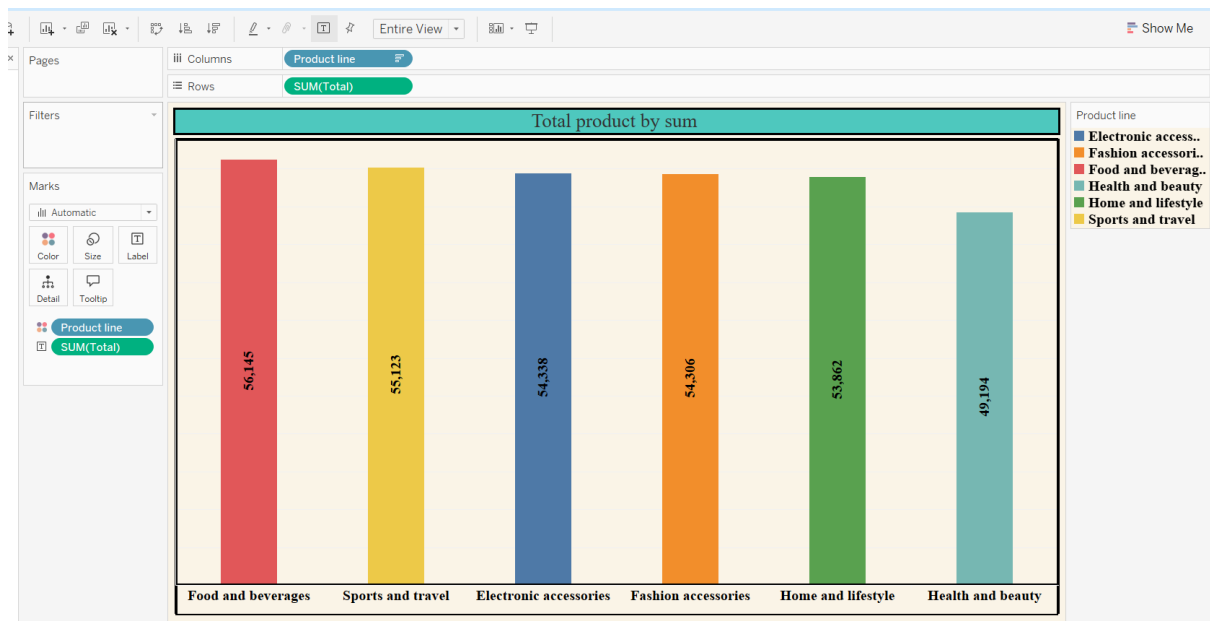 Entire View
Show Me
Pages
Columns
Product line
Rows
SUM(Total)
Filters
Marks
Automatic
Color
Size
Label
Detail
Tooltip
Product line
SUM(Total)
Total product by sum
56,145
55,123
54,338
54,306
53,862
49,194
Food and beverages
Sports and travel
Electronic accessories
Fashion accessories
Home and lifestyle
Health and beauty
Product line
Electronic access..
Fashion accessori..
Food and beverag..
Health and beauty
Home and lifestyle
Sports and travel